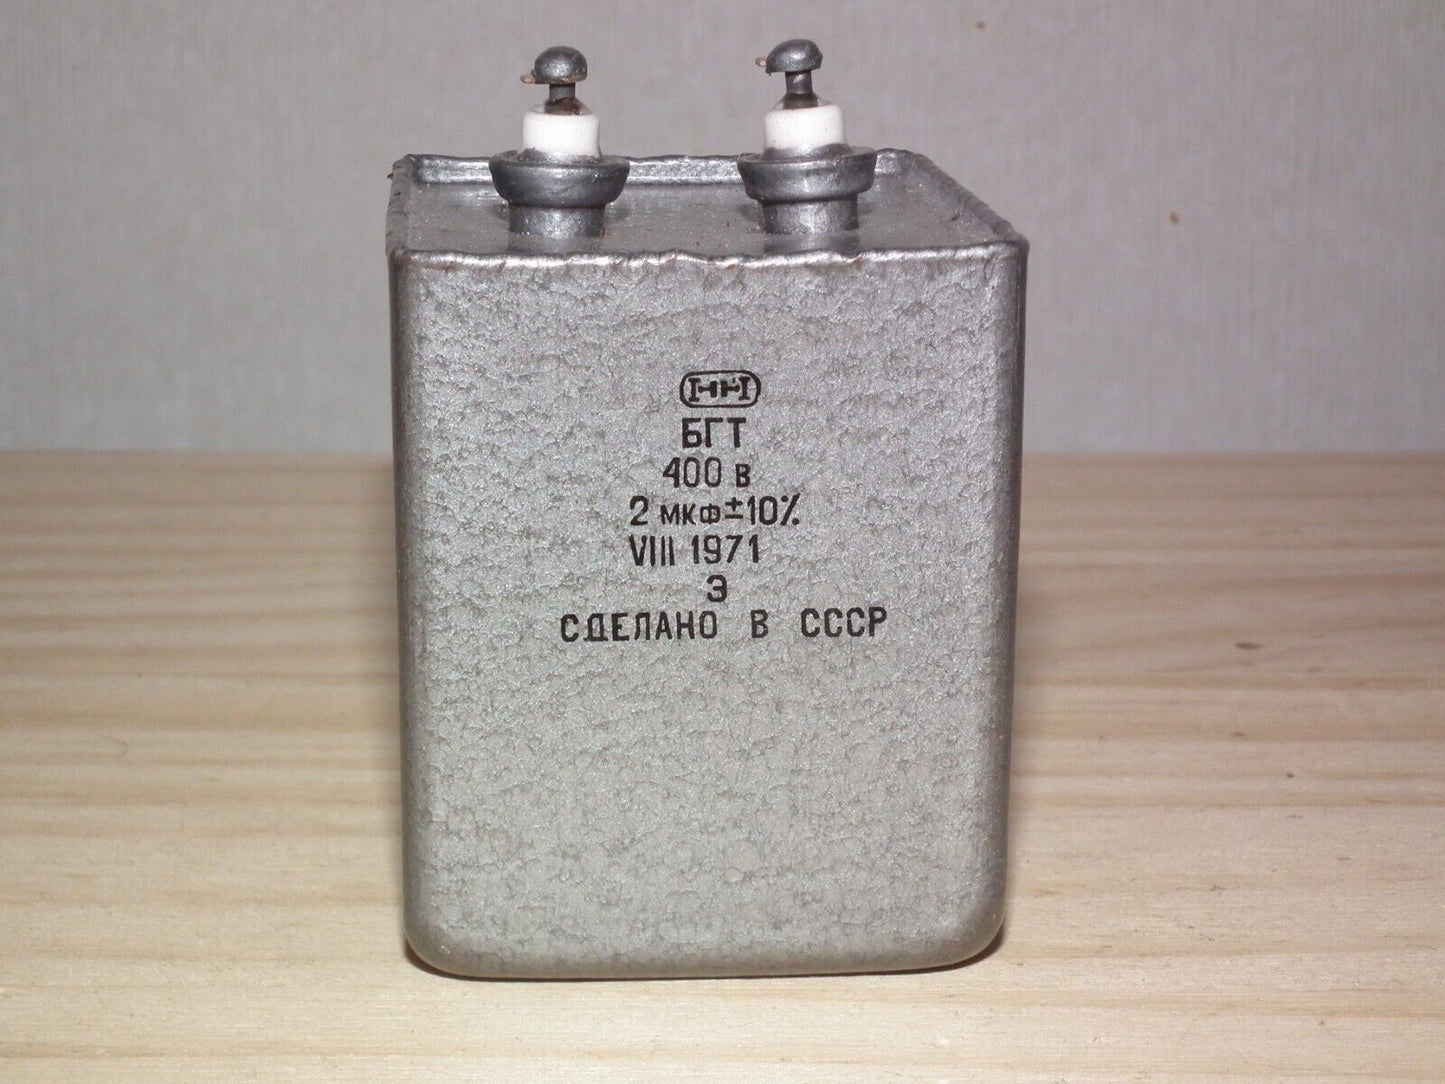 БГТ
400 в
2 мкф±10%
VIII 1971
Э
СДЕЛАНО В СССР